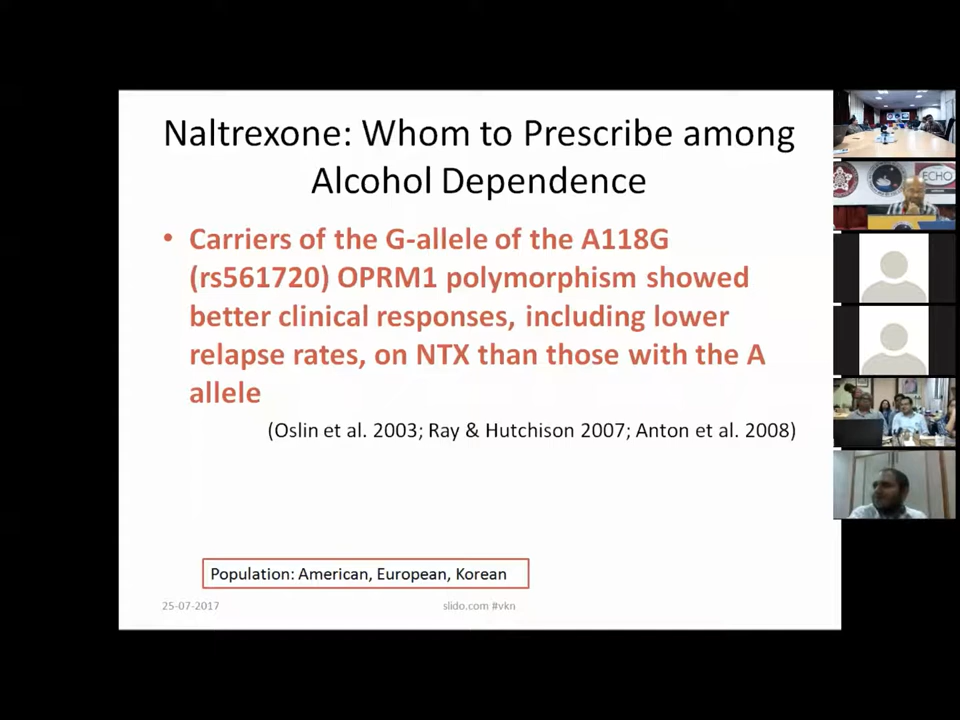 Naltrexone: Whom to Prescribe among
Alcohol Dependence
• Carriers of the G-allele of the A118G
(rs561720) OPRM1 polymorphism showed
better clinical responses, including lower
relapse rates, on NTX than those with the A
allele
(Oslin et al. 2003; Ray & Hutchison 2007; Anton et al. 2008)
Population: American, European, Korean
25-07-2017
slido.com #vkn
ECHO